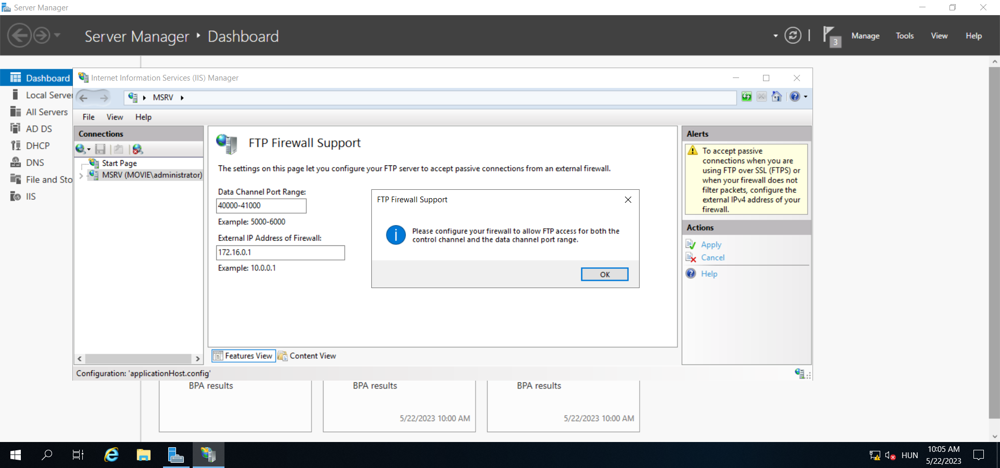 Server Manager
Server Manager ‣ Dashboard
3
Manage
Tools
View
Help
Dashboard
Local Server
All Servers
AD DS
DHCP
DNS
File and Sto
IIS
Internet Information Services (IIS) Manager
MSRV
File
View
Help
Connections
Start Page
MSRV (MOVIE\administrator)
FTP Firewall Support
The settings on this page let you configure your FTP server to accept passive connections from an external firewall.
Data Channel Port Range:
40000-41000
Example: 5000-6000
External IP Address of Firewall:
172.16.0.1
Example: 10.0.0.1
FTP Firewall Support
Please configure your firewall to allow FTP access for both the
control channel and the data channel port range.
OK
Features View
Content View
Alerts
To accept passive
connections when you are
using FTP over SSL (FTPS) or
when your firewall does not
filter packets, configure the
external IPv4 address of your
firewall.
Actions
Apply
Cancel
Help
Configuration: 'applicationHost.config'
BPA results
BPA results
5/22/2023 10:00 AM
BPA results
5/22/2023 10:00 AM
HUN
10:05 AM
5/22/2023